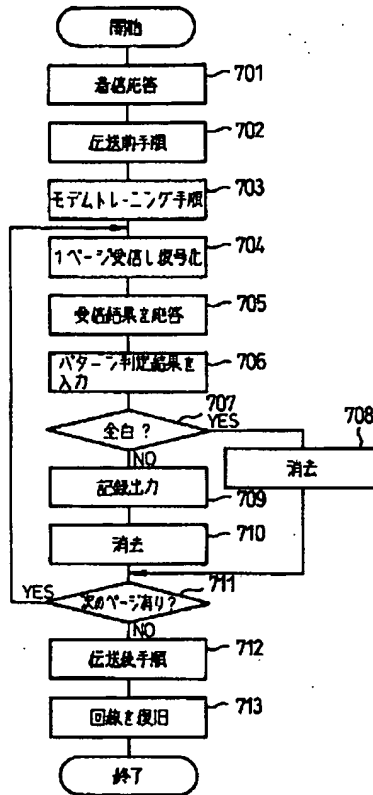 開始
着信応答
701
伝送前手順
702
モデムトレーニング手順
703
1ページ受信し復号化
704
受信結果を応答
705
パターン判定結果を
入力
706
707
全白?
YES
708
消去
NO
記録出力
709
消去
710
711
YES
次のページ有り?
NO
伝送後手順
712
回線を復旧
713
終了